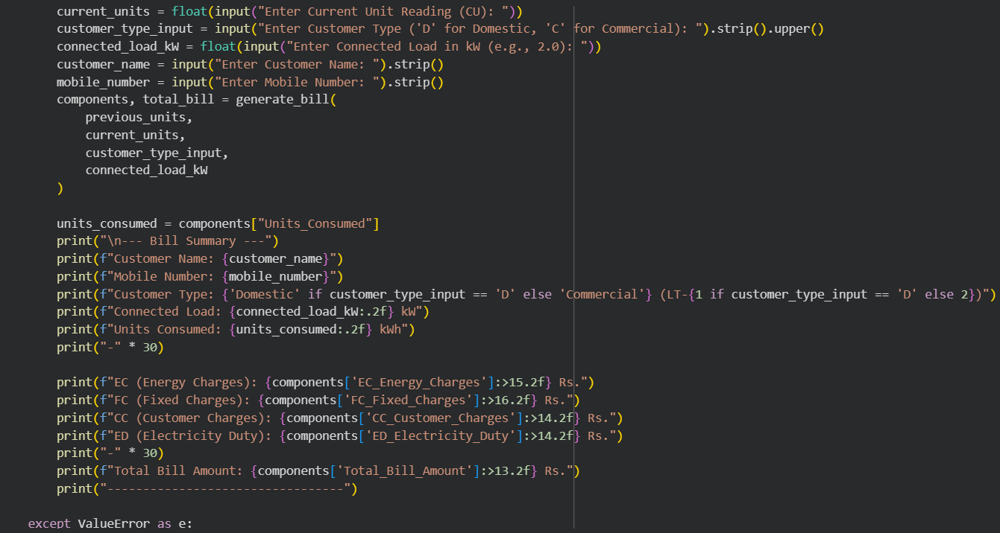 current_units = float(input("Enter Current Unit Reading (CU): "))
customer_type_input = input("Enter Customer Type ('D' for Domestic, 'C' for Commercial): ").strip().upper()
connected_load_kW = float(input("Enter Connected Load in kW (e.g., 2.0): "))
customer_name = input("Enter Customer Name: ").strip()
mobile_number = input("Enter Mobile Number: ").strip()
components, total_bill = generate_bill(
    previous_units,
    current_units,
    customer_type_input,
    connected_load_kW
)
units_consumed = components["Units_Consumed"]
print("\n--- Bill Summary ---")
print(f"Customer Name: {customer_name}")
print(f"Mobile Number: {mobile_number}")
print(f"Customer Type: {'Domestic' if customer_type_input == 'D' else 'Commercial'} (LT-{1 if customer_type_input == 'D' else 2})")
print(f"Connected Load: {connected_load_kW:.2f} kW")
print(f"Units Consumed: {units_consumed:.2f} kWh")
print("-" * 30)
print(f"EC (Energy Charges): {components['EC_Energy_Charges']:>15.2f} Rs.")
print(f"FC (Fixed Charges): {components['FC_Fixed_Charges']:>16.2f} Rs.")
print(f"CC (Customer Charges): {components['CC_Customer_Charges']:>14.2f} Rs.")
print(f"ED (Electricity Duty): {components['ED_Electricity_Duty']:>14.2f} Rs.")
print("-" * 30)
print(f"Total Bill Amount: {components['Total_Bill_Amount']:>13.2f} Rs.")
print("---------------------------------")
except ValueError as e: